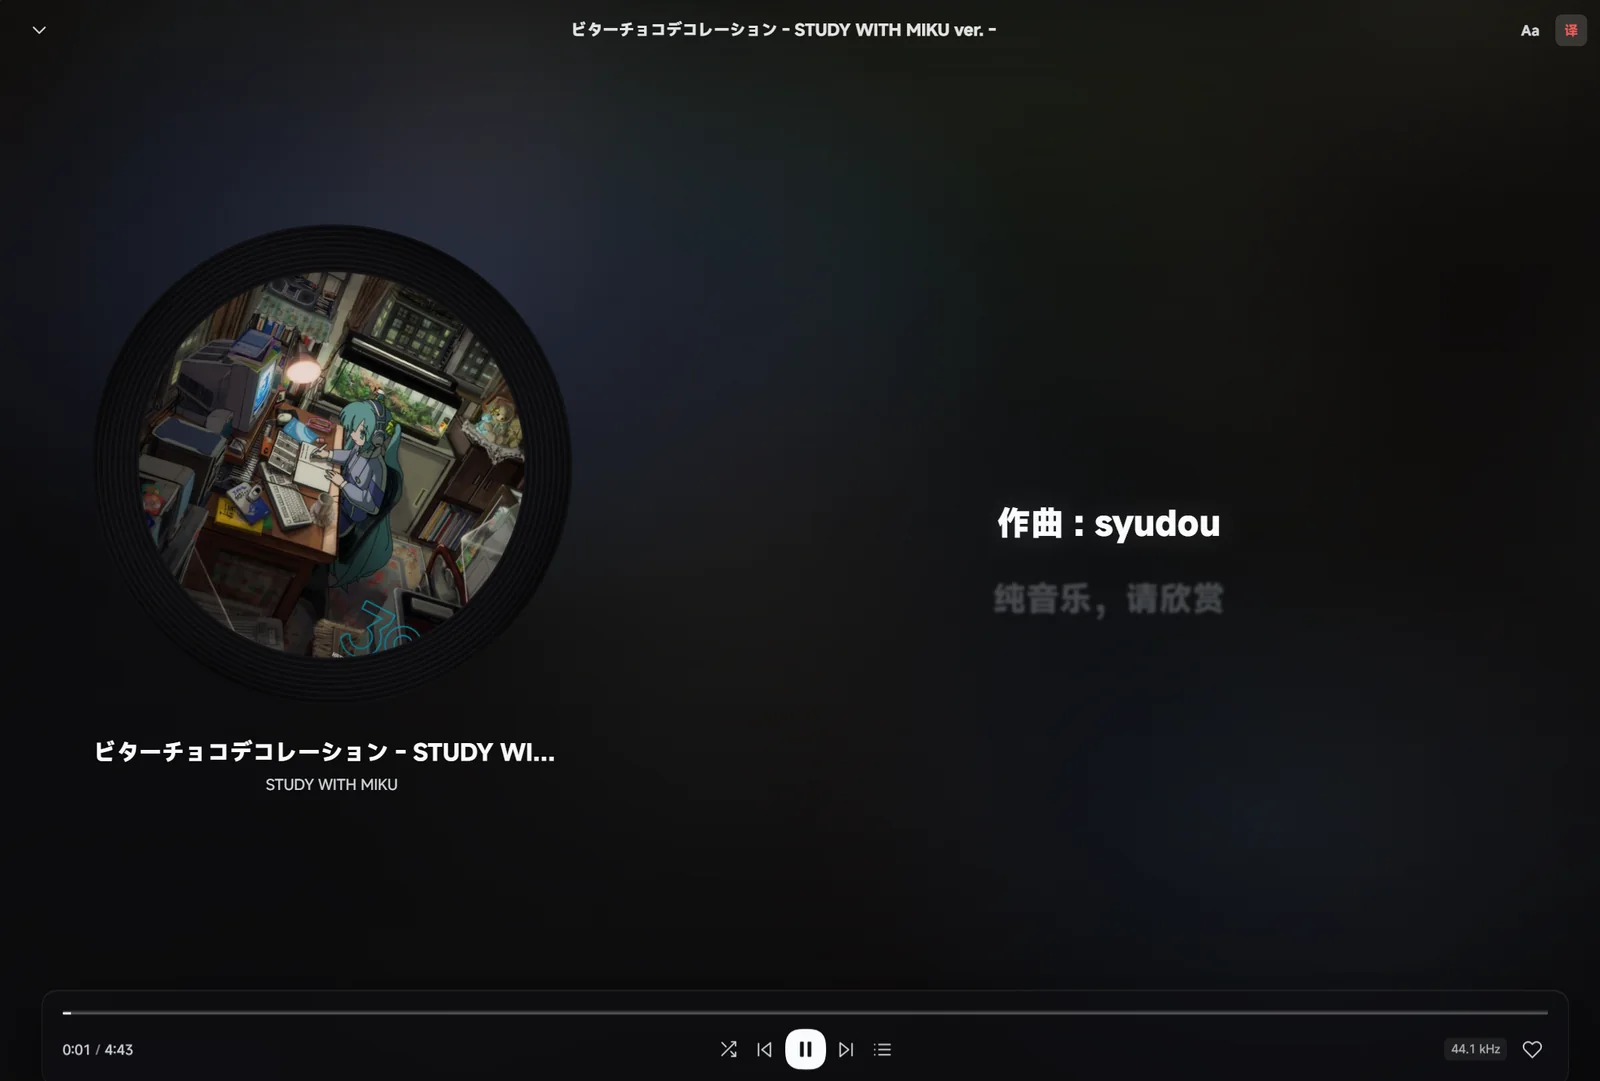 ビターチョコデコレーション - STUDY WITH MIKU ver. -
Aa
译
作曲 : syudou
纯音乐，请欣赏
ビターチョコデコレーション - STUDY WI...
STUDY WITH MIKU
0:01 / 4:43
44.1 kHz